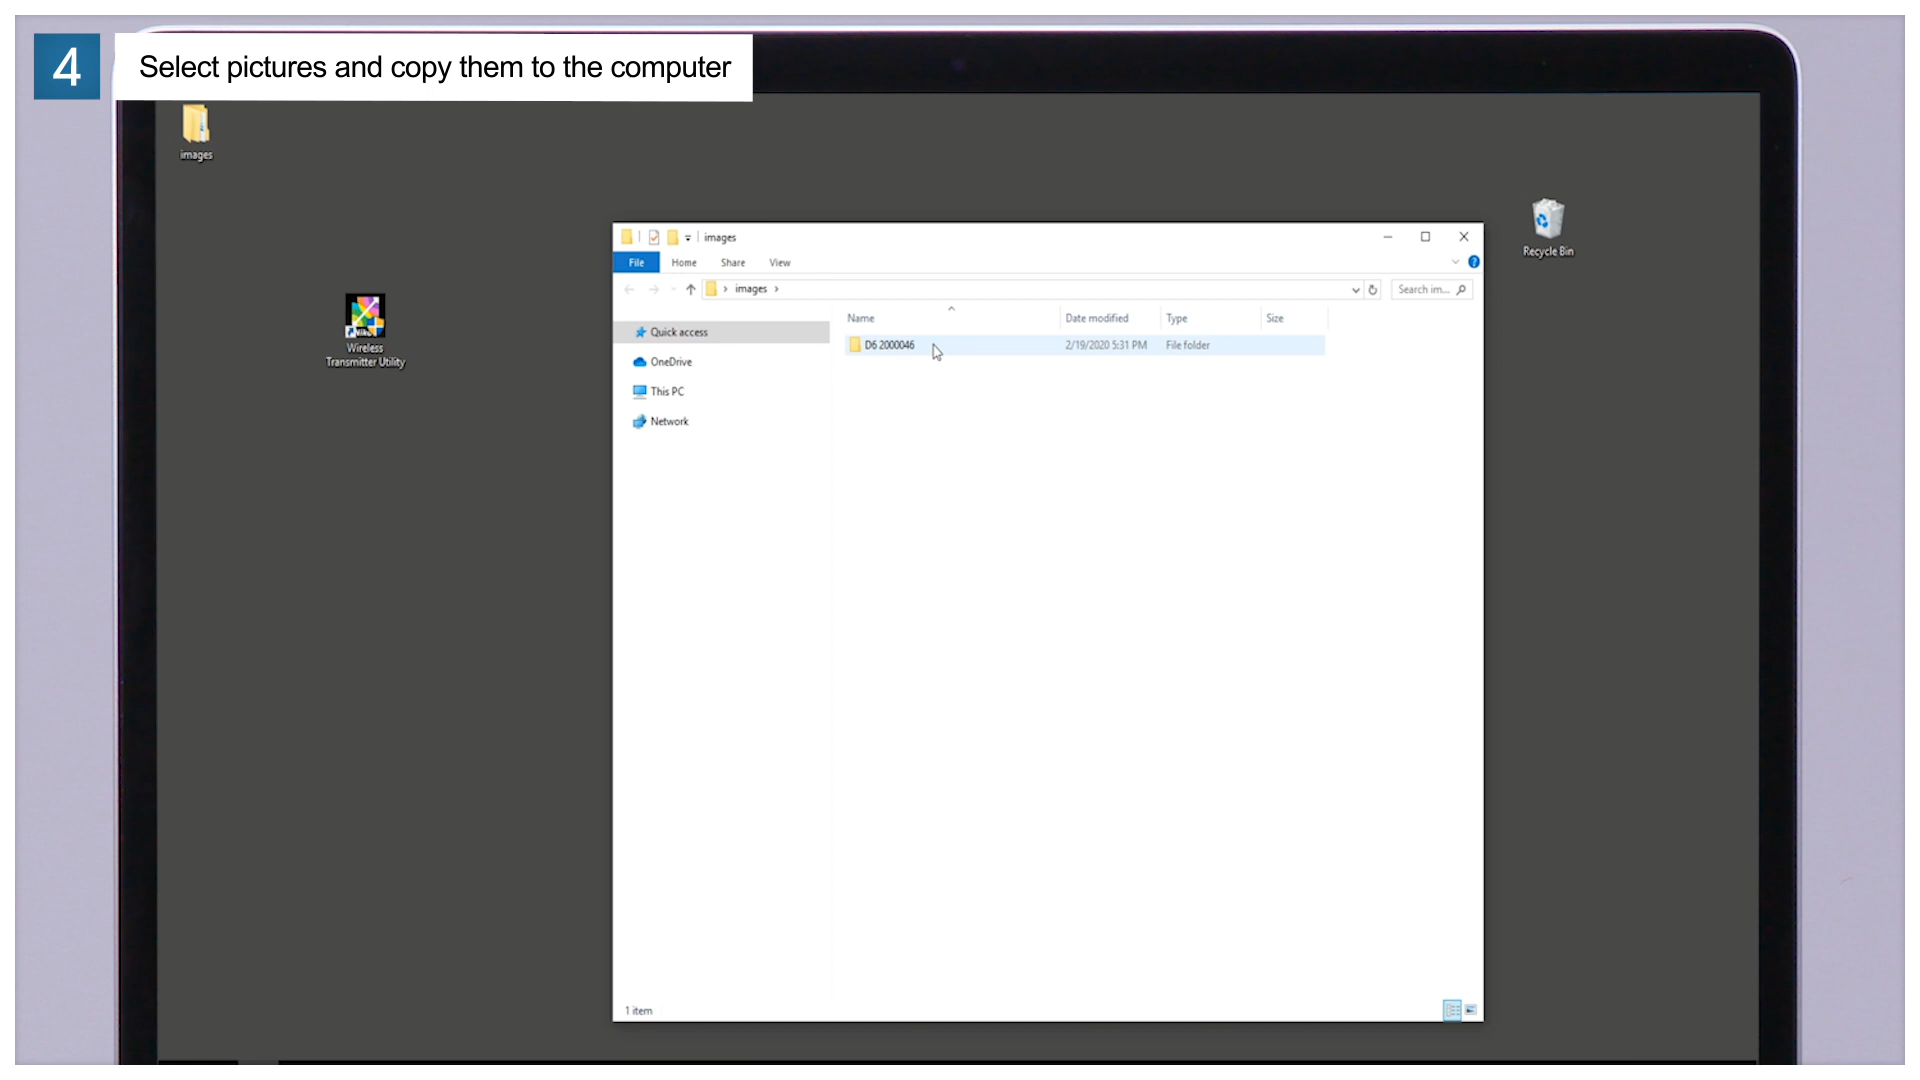 4
Select pictures and copy them to the computer
images
Recycle Bin
Wireless
Transmitter Utility
images
File Home Share View
images
Search im...
Name Date modified Type Size
Quick access
D6 2000046 2/19/2020 5:31 PM File folder
OneDrive
This PC
Network
1 item